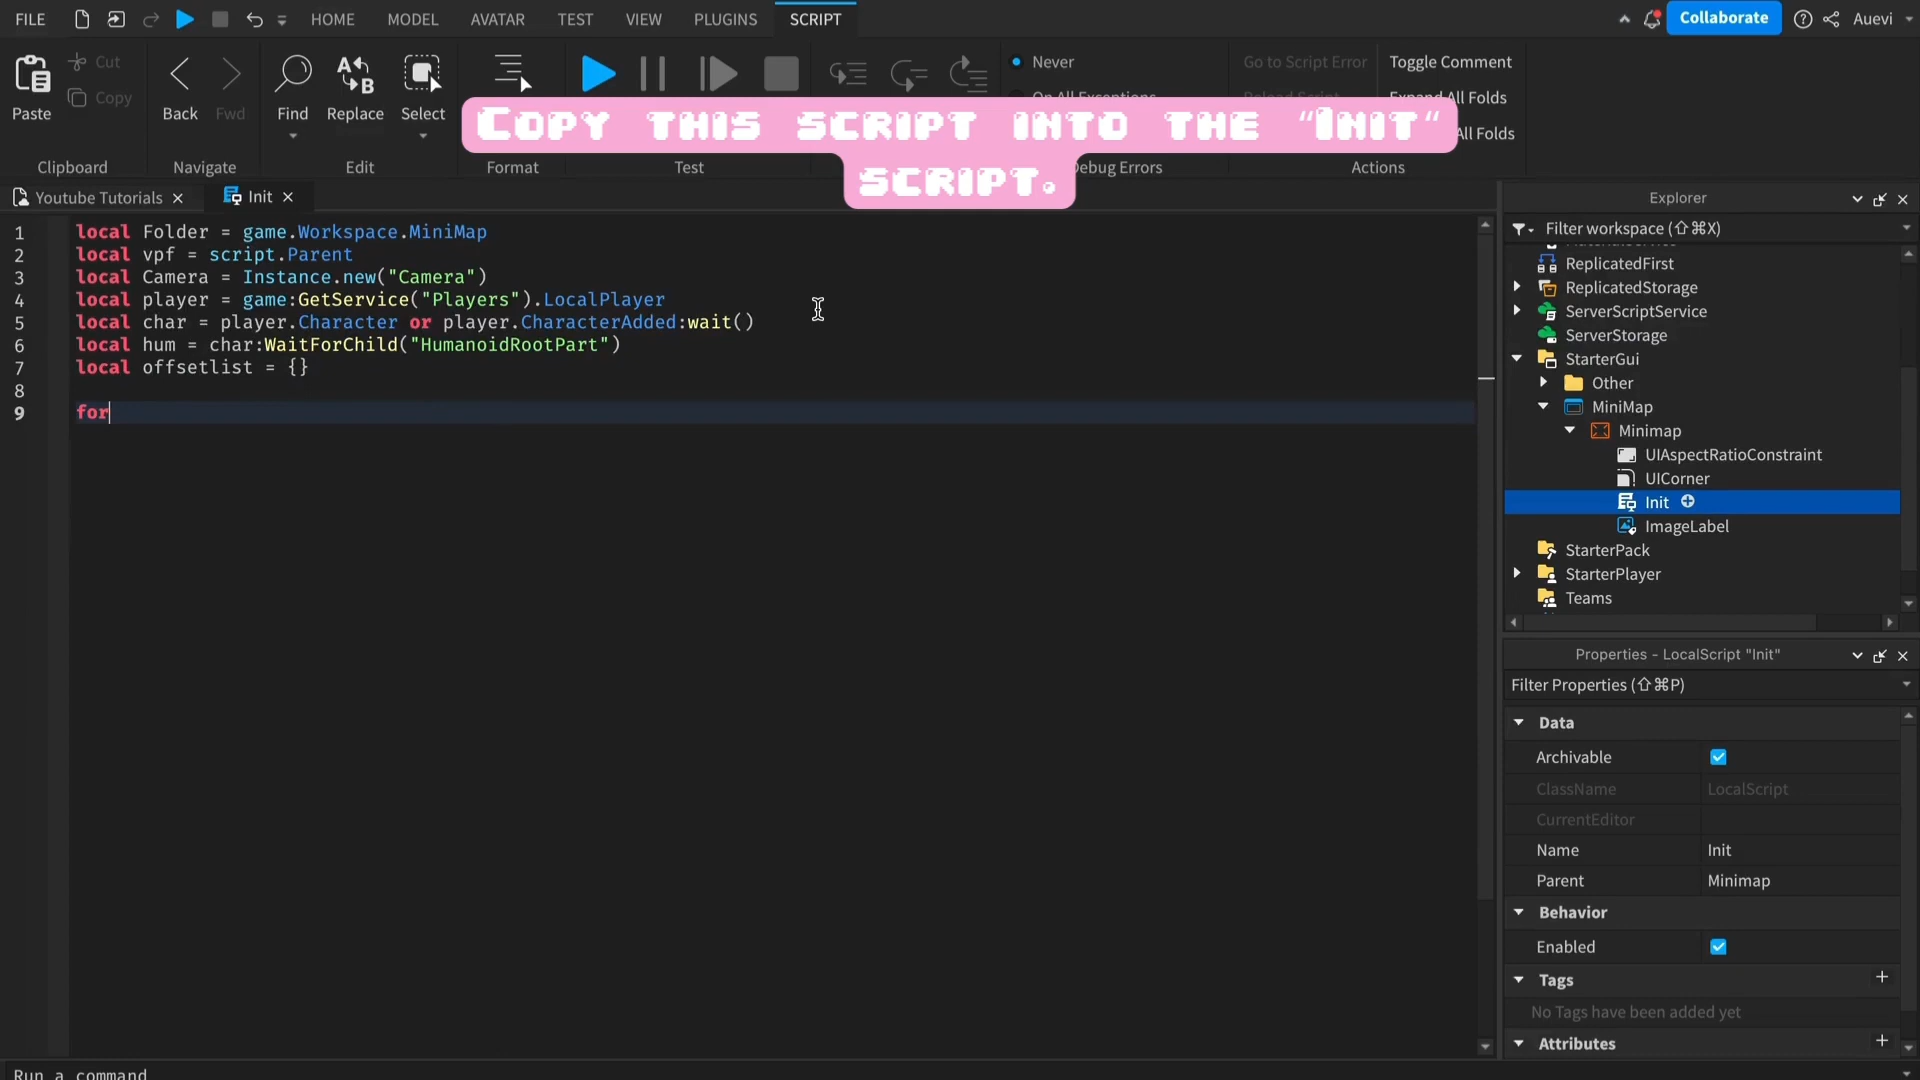 FILE HOME MODEL AVATAR TEST VIEW PLUGINS SCRIPT Collaborate Auevi
Cut Never Go to Script Error Toggle Comment
Copy On All Exceptions Reload Script Expand All Folds
Paste Back Fwd Find Replace Select All Folds
Copy this script into the "Init"
script.
Clipboard Navigate Edit Format Test Debug Errors Actions
Youtube Tutorials Init
1 local Folder = game.Workspace.MiniMap
2 local vpf = script.Parent
3 local Camera = Instance.new("Camera")
4 local player = game:GetService("Players").LocalPlayer
5 local char = player.Character or player.CharacterAdded:wait()
6 local hum = char:WaitForChild("HumanoidRootPart")
7 local offsetlist = {}
8
9 for
Explorer
Filter workspace (⇧⌘X)
ReplicatedFirst
ReplicatedStorage
ServerScriptService
ServerStorage
StarterGui
Other
MiniMap
Minimap
UIAspectRatioConstraint
UICorner
Init
ImageLabel
StarterPack
StarterPlayer
Teams
Properties - LocalScript "Init"
Filter Properties (⇧⌘P)
Data
Archivable
ClassName LocalScript
CurrentEditor
Name Init
Parent Minimap
Behavior
Enabled
Tags
No Tags have been added yet
Attributes
Run a command